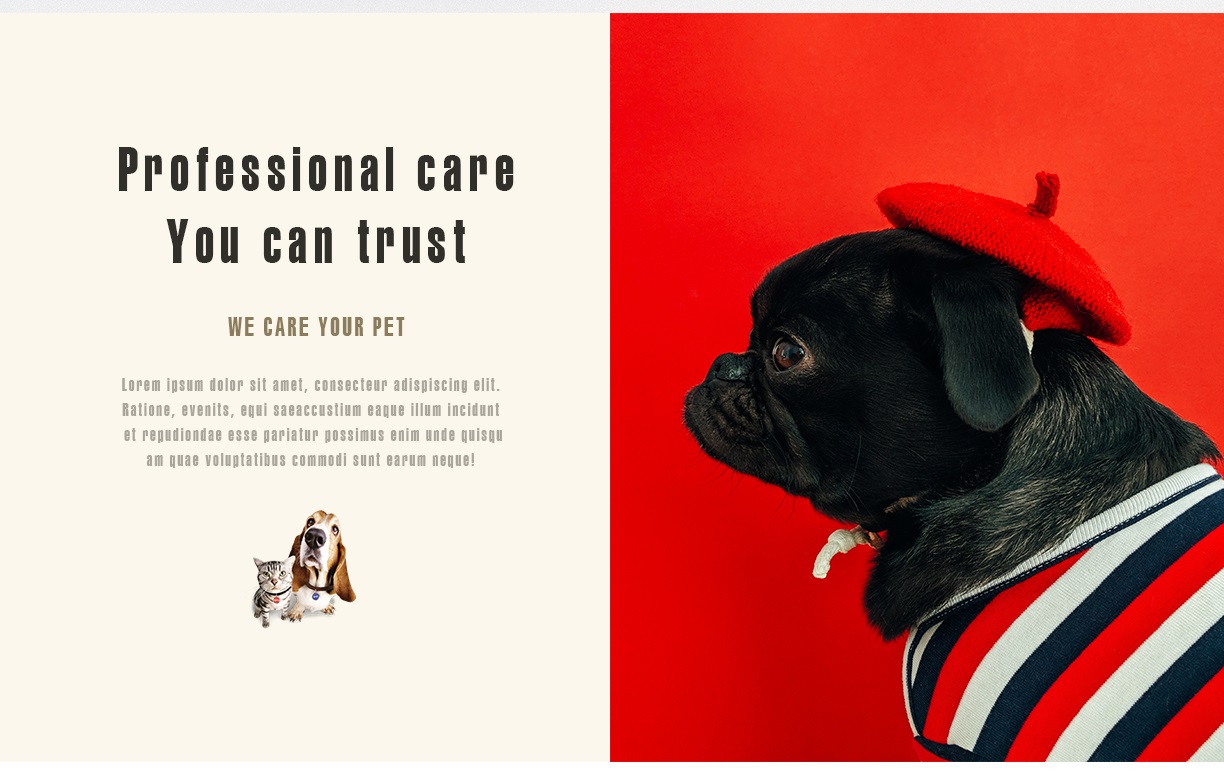 Professional care
You can trust
WE CARE YOUR PET
Lorem ipsum dolor sit amet, consecteur adispiscing elit.
Ratione, evenits, equi saeaccustium eaque illum incidunt
et repudiondae esse pariatur possimus enim unde quisqu
am quae voluptatibus commodi sunt earum neque!